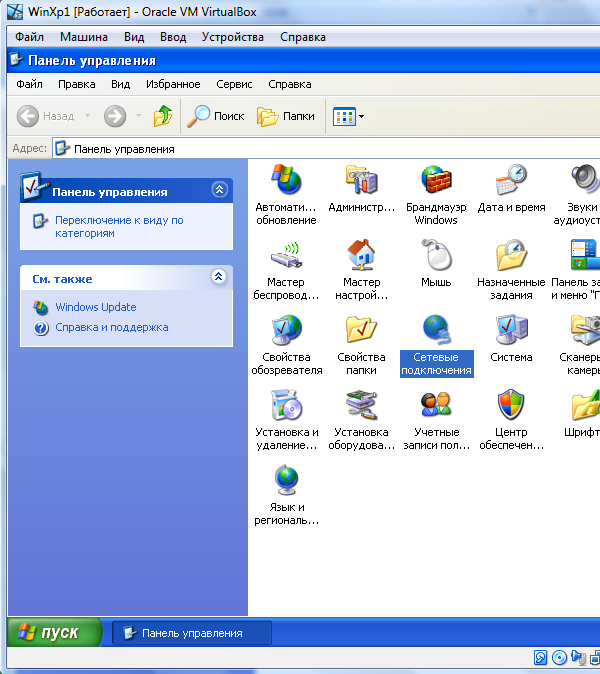 WinXp1 [Работает] - Oracle VM VirtualBox
Файл Машина Вид Ввод Устройства Справка
Панель управления
Файл Правка Вид Избранное Сервис Справка
Назад Поиск Папки
Адрес: Панель управления
Панель управления
Переключение к виду по
категориям
См. также
Windows Update
Справка и поддержка
Автомати... Администр... Брандмауэр Дата и время Звуки
обновление Windows аудиоуст
Мастер Мастер Мышь Назначенные Панель за
беспровод... настрой... задания и меню "П
Свойства Свойства Сетевые Система Сканеры
обозревателя папки подключения камеры
Установка и Установка Учетные Центр Шрифт
удаление... оборудова... записи пол... обеспечен...
Язык и
региональ...
пуск Панель управления